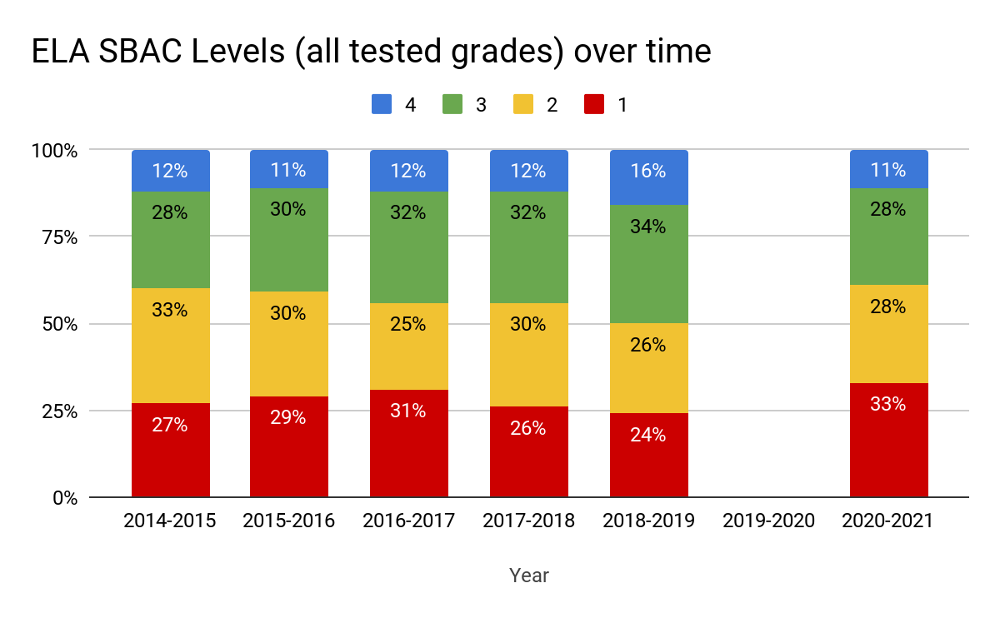 ELA SBAC Levels (all tested grades) over time
4 3 2 1
100%
75%
50%
25%
0%
12% 11% 12% 12% 16% 11%
28% 30% 32% 32% 34% 28%
33% 30% 25% 30% 26% 28%
27% 29% 31% 26% 24% 33%
2014-2015 2015-2016 2016-2017 2017-2018 2018-2019 2019-2020 2020-2021
Year